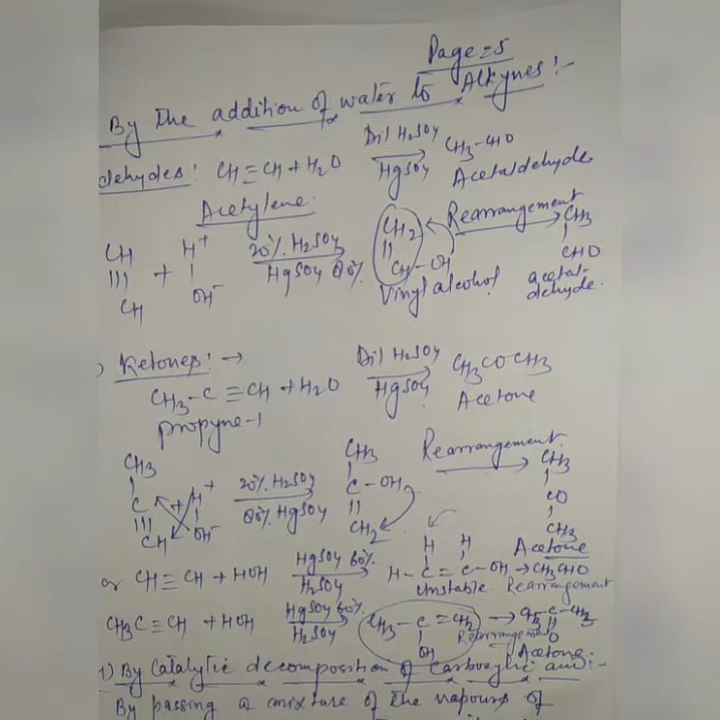 Page = 5
By the addition of water to Alkynes :-
dehydes : CH ≡ CH + H2O Dil H2SO4 HgSO4 CH3-CHO
Acetylene Acetaldehyde
CH ||| CH + H+ | OH- 20% H2SO4 HgSO4 60% CH2 || CH - OH Rearrangement CH3 | CHO
Vinyl alcohol acetal-dehyde.
) Ketones : →
CH3-C ≡ CH + H2O Dil H2SO4 HgSO4 CH3COCH3
propyne-1 Acetone
CH3 | C ||| CH + H+ | OH- 20% H2SO4 60% HgSO4 CH3 | C - OH || CH2 Rearrangement CH3 | CO | CH3
Acetone
or CH ≡ CH + HOH HgSO4 60% H2SO4 H - C = C - OH → CH3CHO
H H
Unstable Rearrangement
CH3C ≡ CH + HOH HgSO4 60% H2SO4 CH3 - C = CH2 → CH3-C-CH3
OH Rearrangement O
Acetone.
1) By Catalytic decomposition of Carboxylic acid :-
By passing a mixture of the vapours of